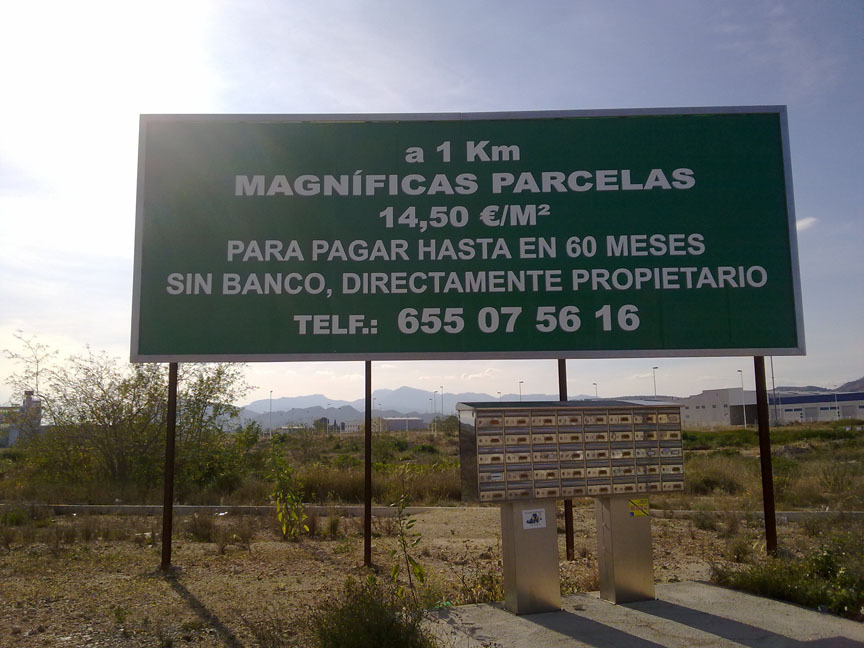 a 1 Km
MAGNÍFICAS PARCELAS
14,50 €/M²
PARA PAGAR HASTA EN 60 MESES
SIN BANCO, DIRECTAMENTE PROPIETARIO
TELF.: 655 07 56 16